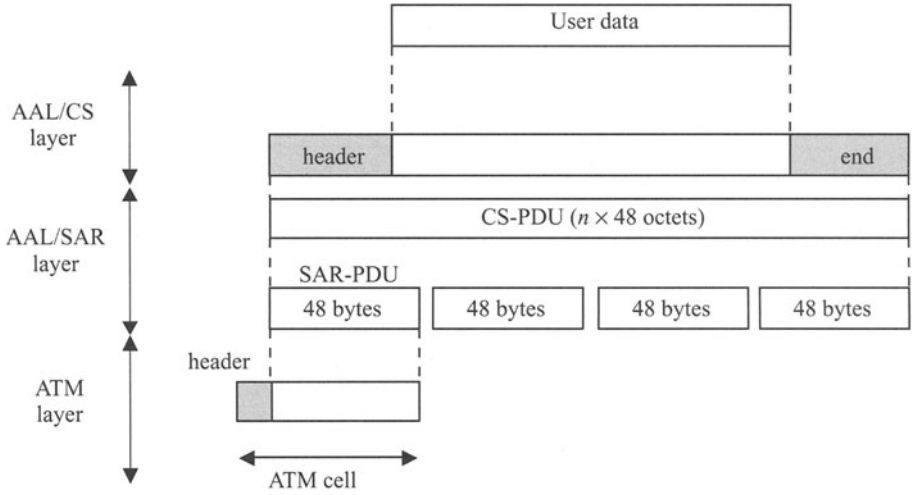 User data
AAL/CS
layer
header
end
CS-PDU (n × 48 octets)
AAL/SAR
layer
SAR-PDU
48 bytes
48 bytes
48 bytes
48 bytes
header
ATM
layer
ATM cell